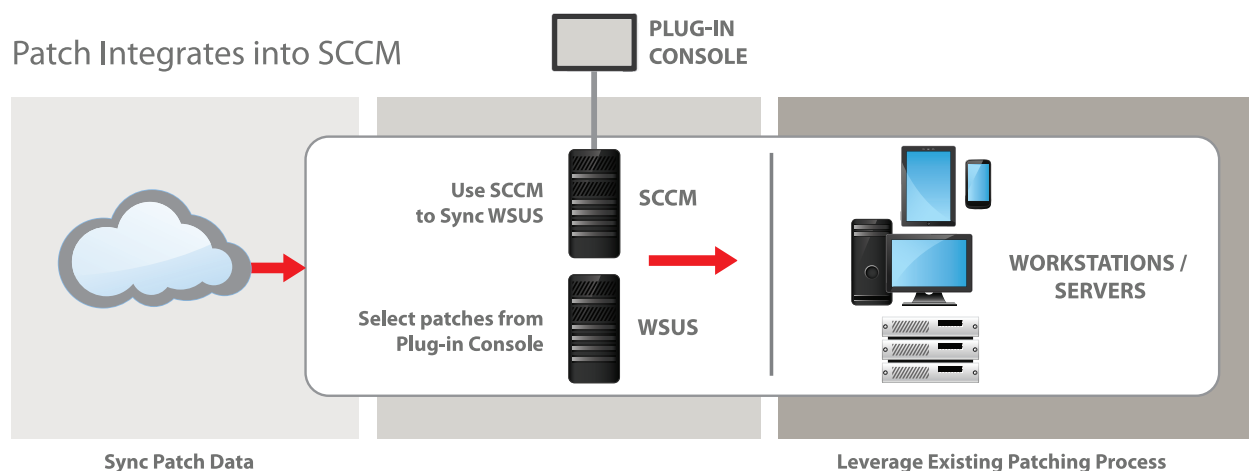 Patch Integrates into SCCM
PLUG-IN
CONSOLE
Use SCCM
to Sync WSUS
SCCM
Select patches from
Plug-in Console
WSUS
WORKSTATIONS /
SERVERS
Sync Patch Data
Leverage Existing Patching Process